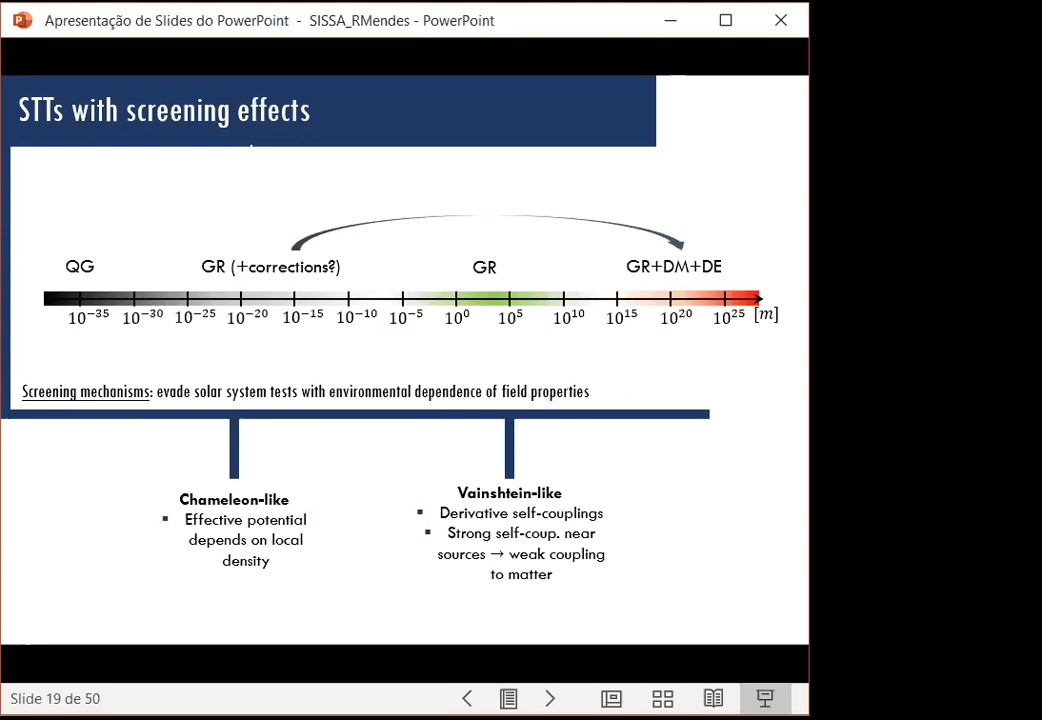 Apresentação de Slides do PowerPoint - SISSA_RMendes - PowerPoint
STTs with screening effects
QG GR (+corrections?) GR GR+DM+DE
10⁻³⁵ 10⁻³⁰ 10⁻²⁵ 10⁻²⁰ 10⁻¹⁵ 10⁻¹⁰ 10⁻⁵ 10⁰ 10⁵ 10¹⁰ 10¹⁵ 10²⁰ 10²⁵ [m]
Screening mechanisms: evade solar system tests with environmental dependence of field properties
Chameleon-like
▪ Effective potential
depends on local
density
Vainshtein-like
▪ Derivative self-couplings
▪ Strong self-coup. near
sources → weak coupling
to matter
Slide 19 de 50